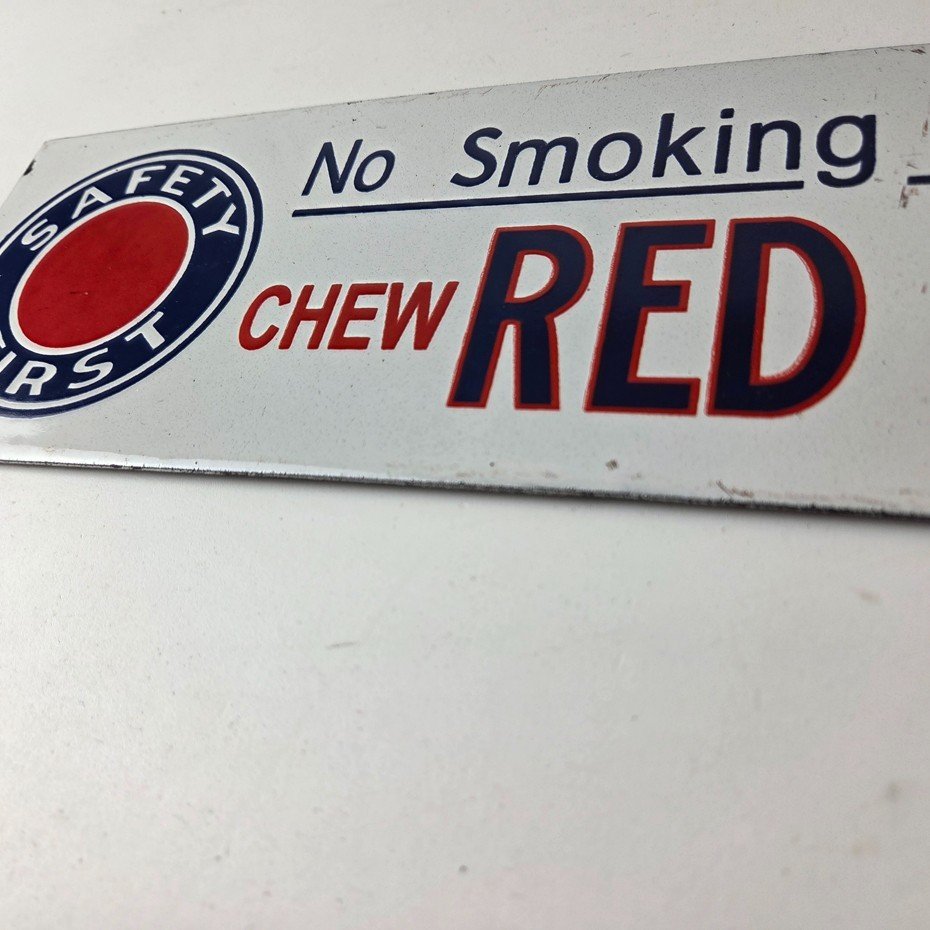 SAFETY
FIRST
No Smoking
CHEW RED